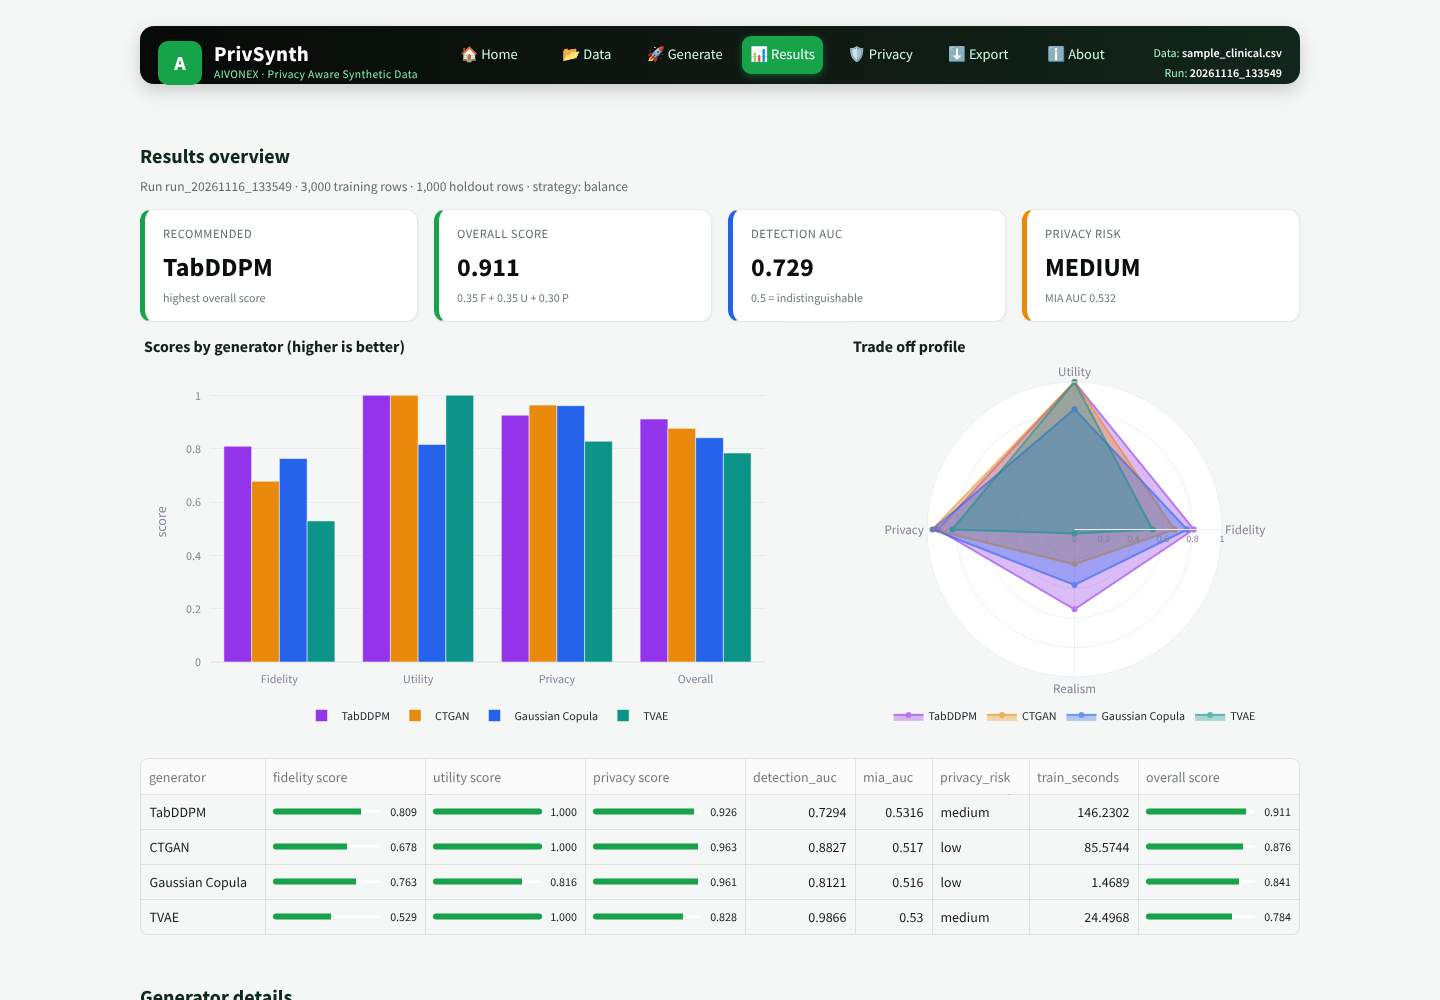 A
PrivSynth
AIVONEX · Privacy Aware Synthetic Data
🏠 Home
📂 Data
🚀 Generate
📊 Results
🛡️ Privacy
⬇️ Export
ℹ️ About
Data: sample_clinical.csv
Run: 20261116_133549
Results overview
Run run_20261116_133549 · 3,000 training rows · 1,000 holdout rows · strategy: balance
RECOMMENDED
TabDDPM
highest overall score
OVERALL SCORE
0.911
0.35 F + 0.35 U + 0.30 P
DETECTION AUC
0.729
0.5 = indistinguishable
PRIVACY RISK
MEDIUM
MIA AUC 0.532
Scores by generator (higher is better)
score
1
0.8
0.6
0.4
0.2
0
Fidelity
Utility
Privacy
Overall
TabDDPM
CTGAN
Gaussian Copula
TVAE
Trade off profile
Utility
Privacy
Fidelity
0
0.2
0.4
0.6
0.8
1
Realism
TabDDPM
CTGAN
Gaussian Copula
TVAE
generator fidelity score utility score privacy score detection_auc mia_auc privacy_risk train_seconds overall score
TabDDPM 0.809 1.000 0.926 0.7294 0.5316 medium 146.2302 0.911
CTGAN 0.678 1.000 0.963 0.8827 0.517 low 85.5744 0.876
Gaussian Copula 0.763 0.816 0.961 0.8121 0.516 low 1.4689 0.841
TVAE 0.529 1.000 0.828 0.9866 0.53 medium 24.4968 0.784
Generator details